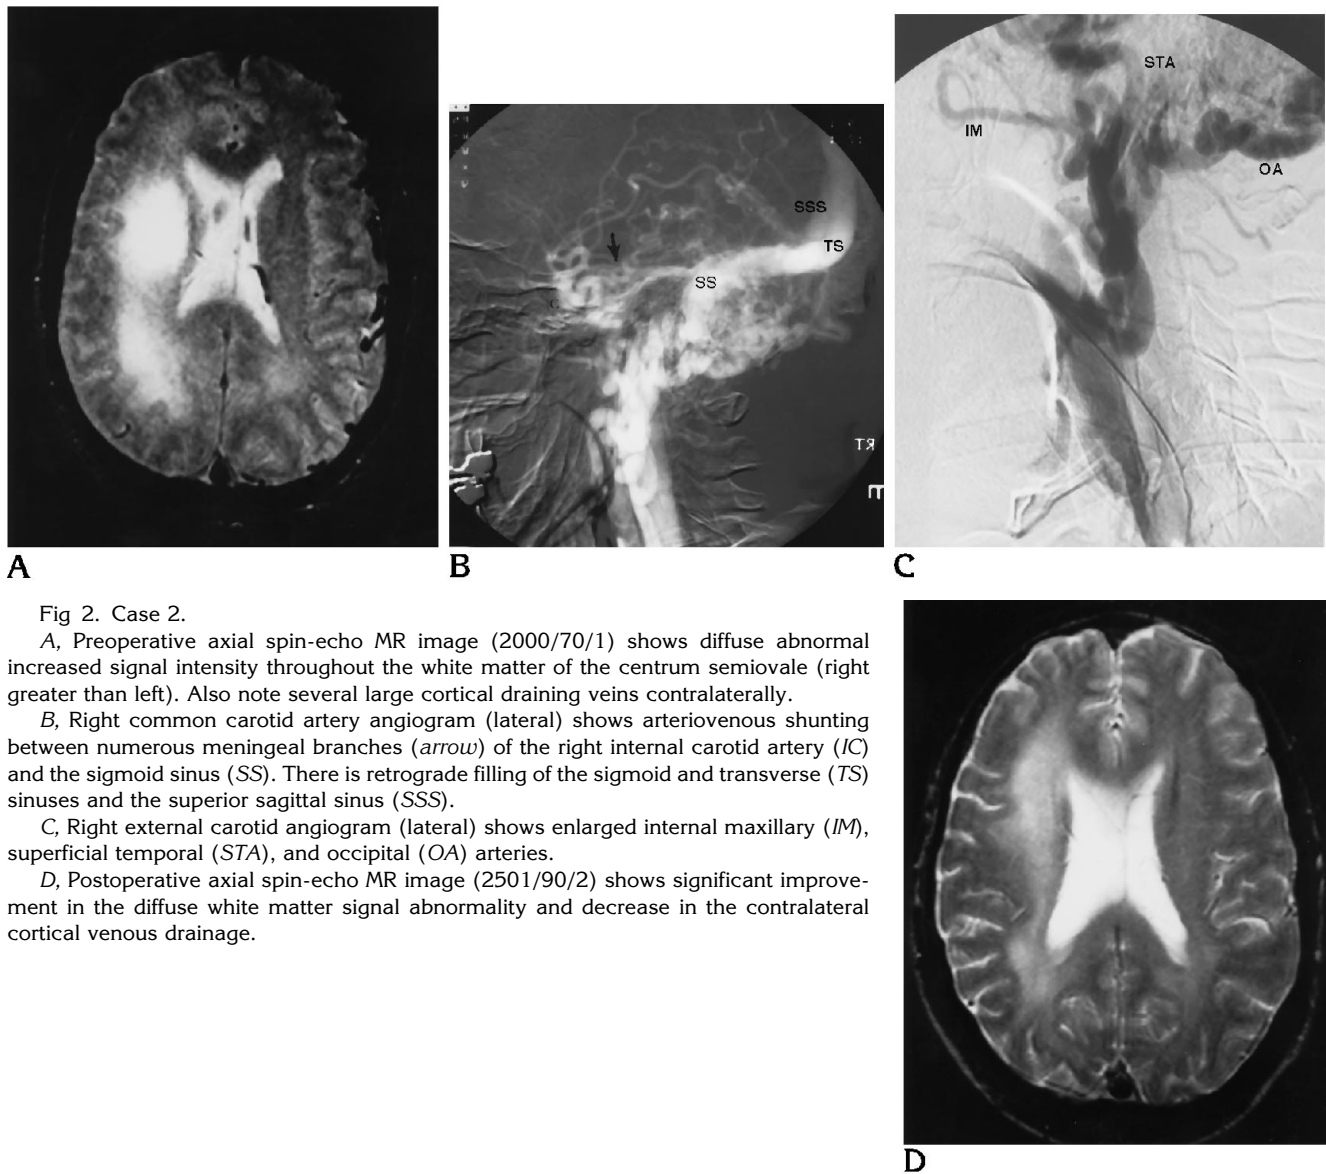 STA
IM
OA
SSS
TS
SS
C
A
B
C
Fig 2. Case 2.
A, Preoperative axial spin-echo MR image (2000/70/1) shows diffuse abnormal
increased signal intensity throughout the white matter of the centrum semiovale (right
greater than left). Also note several large cortical draining veins contralaterally.
B, Right common carotid artery angiogram (lateral) shows arteriovenous shunting
between numerous meningeal branches (arrow) of the right internal carotid artery (IC)
and the sigmoid sinus (SS). There is retrograde filling of the sigmoid and transverse (TS)
sinuses and the superior sagittal sinus (SSS).
C, Right external carotid angiogram (lateral) shows enlarged internal maxillary (IM),
superficial temporal (STA), and occipital (OA) arteries.
D, Postoperative axial spin-echo MR image (2501/90/2) shows significant improve-
ment in the diffuse white matter signal abnormality and decrease in the contralateral
cortical venous drainage.
D